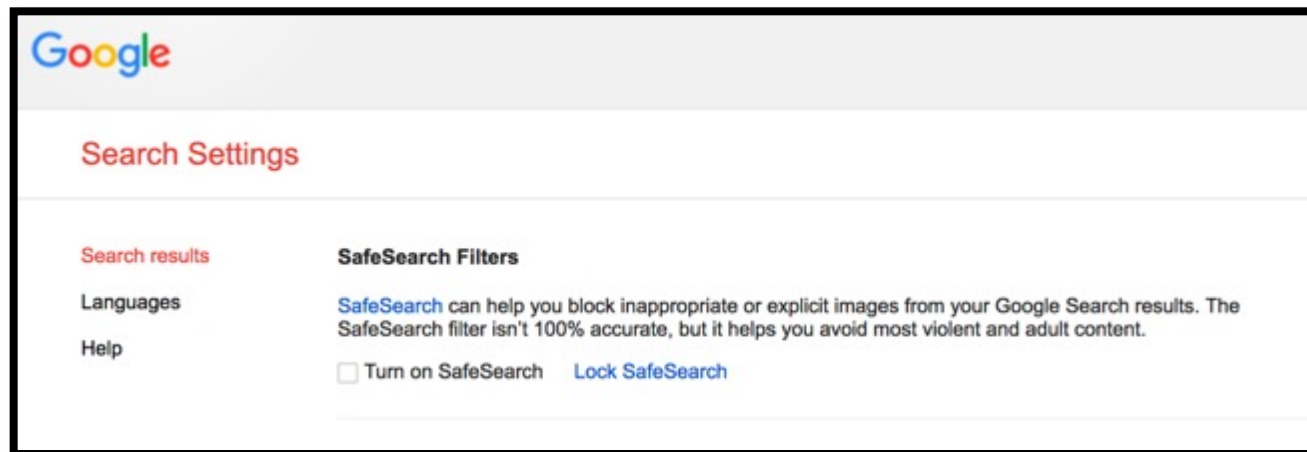 Google
Search Settings
Search results
Languages
Help
SafeSearch Filters
SafeSearch can help you block inappropriate or explicit images from your Google Search results. The
SafeSearch filter isn't 100% accurate, but it helps you avoid most violent and adult content.
Turn on SafeSearch Lock SafeSearch